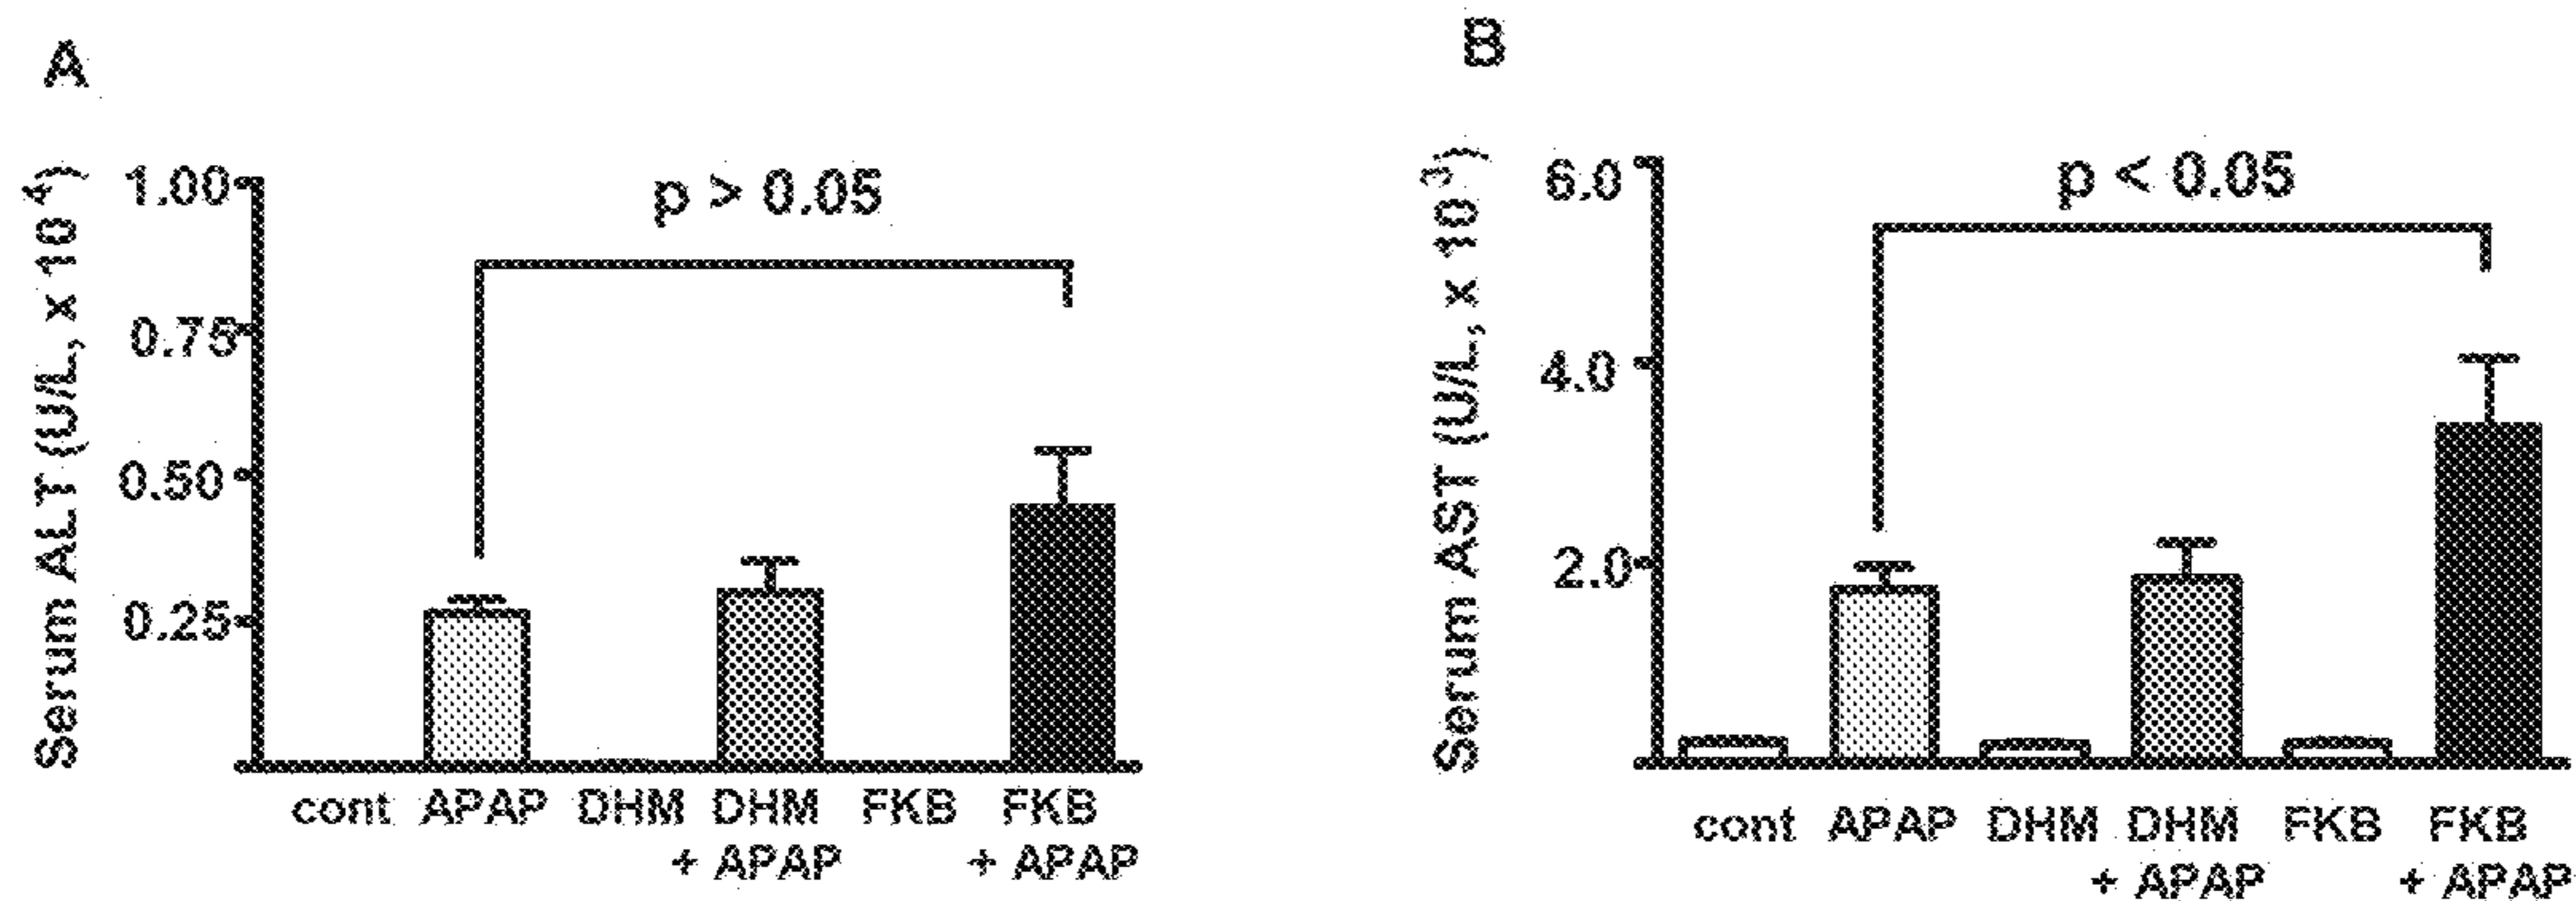 A
Serum ALT (U/L, x 10⁴)
1.00
0.75
0.50
0.25
p > 0.05
cont APAP DHM DHM FKB FKB
+ APAP + APAP
B
Serum AST (U/L, x 10³)
6.0
4.0
2.0
p < 0.05
cont APAP DHM DHM FKB FKB
+ APAP + APAP